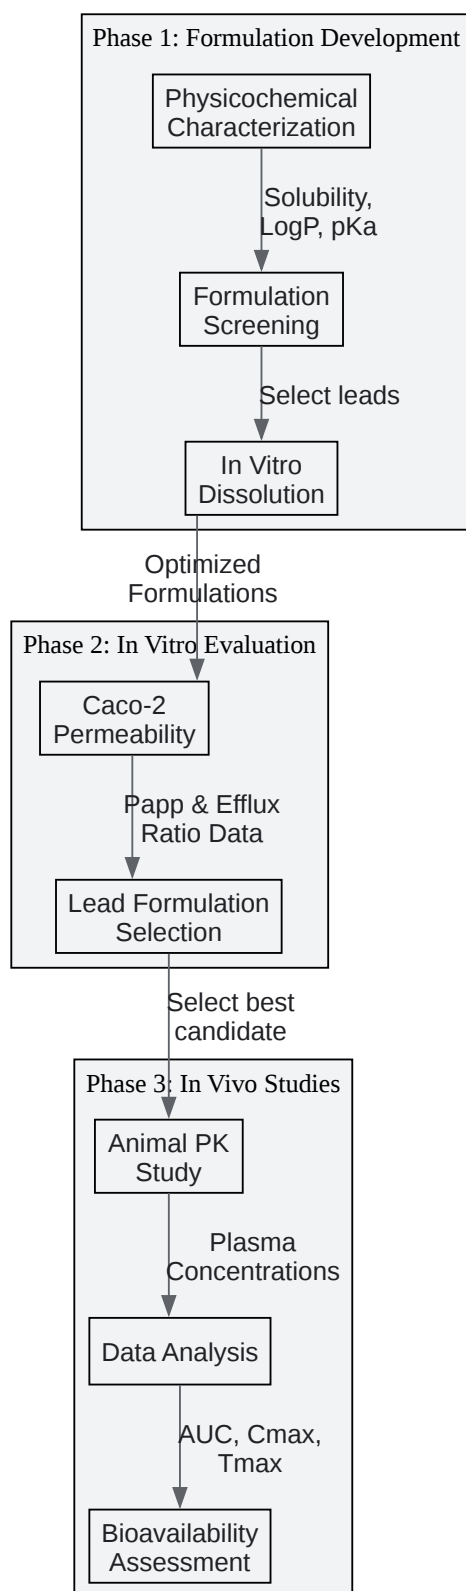 Phase 1: Formulation Development
Physicochemical
Characterization
Solubility,
LogP, pKa
Formulation
Screening
Select leads
In Vitro
Dissolution
Optimized
Formulations
Phase 2: In Vitro Evaluation
Caco-2
Permeability
Papp & Efflux
Ratio Data
Lead Formulation
Selection
Select best
candidate
Phase 3: In Vivo Studies
Animal PK
Study
Plasma
Concentrations
Data Analysis
AUC, Cmax,
Tmax
Bioavailability
Assessment